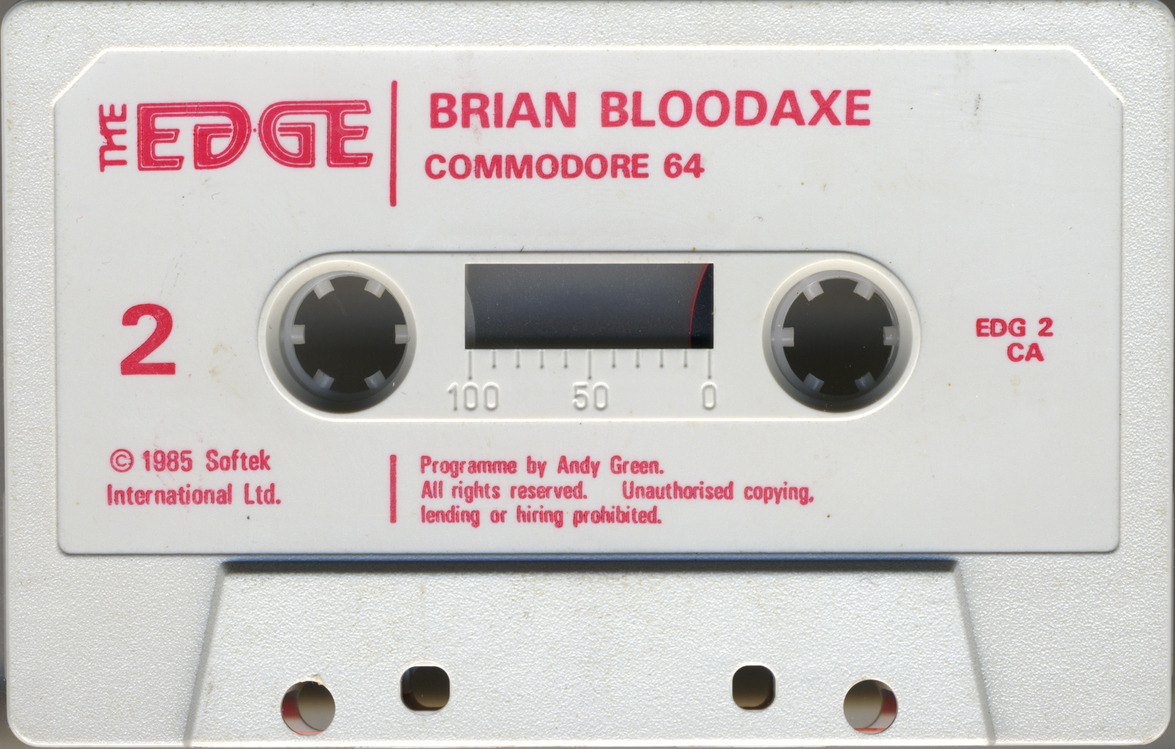 THE EDGE
BRIAN BLOODAXE
COMMODORE 64
2
EDG 2
CA
100 50 0
© 1985 Softek
International Ltd.
Programme by Andy Green.
All rights reserved. Unauthorised copying,
lending or hiring prohibited.